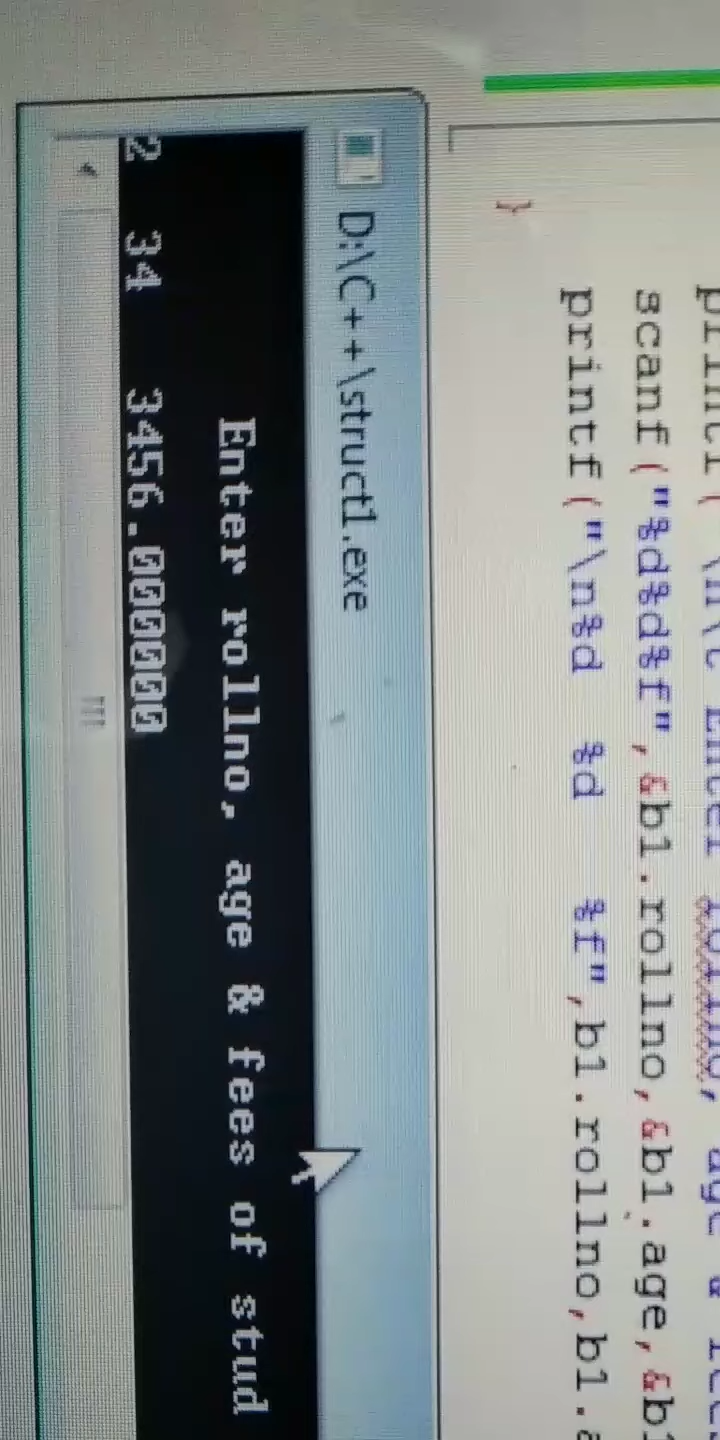 scanf("%d%d%f",&b1.rollno,&b1.age,&b1
printf("\n%d %d %f",b1.rollno,b1.a
}
D:\C++\struct1.exe
Enter rollno, age & fees of stud
2 34 3456.000000